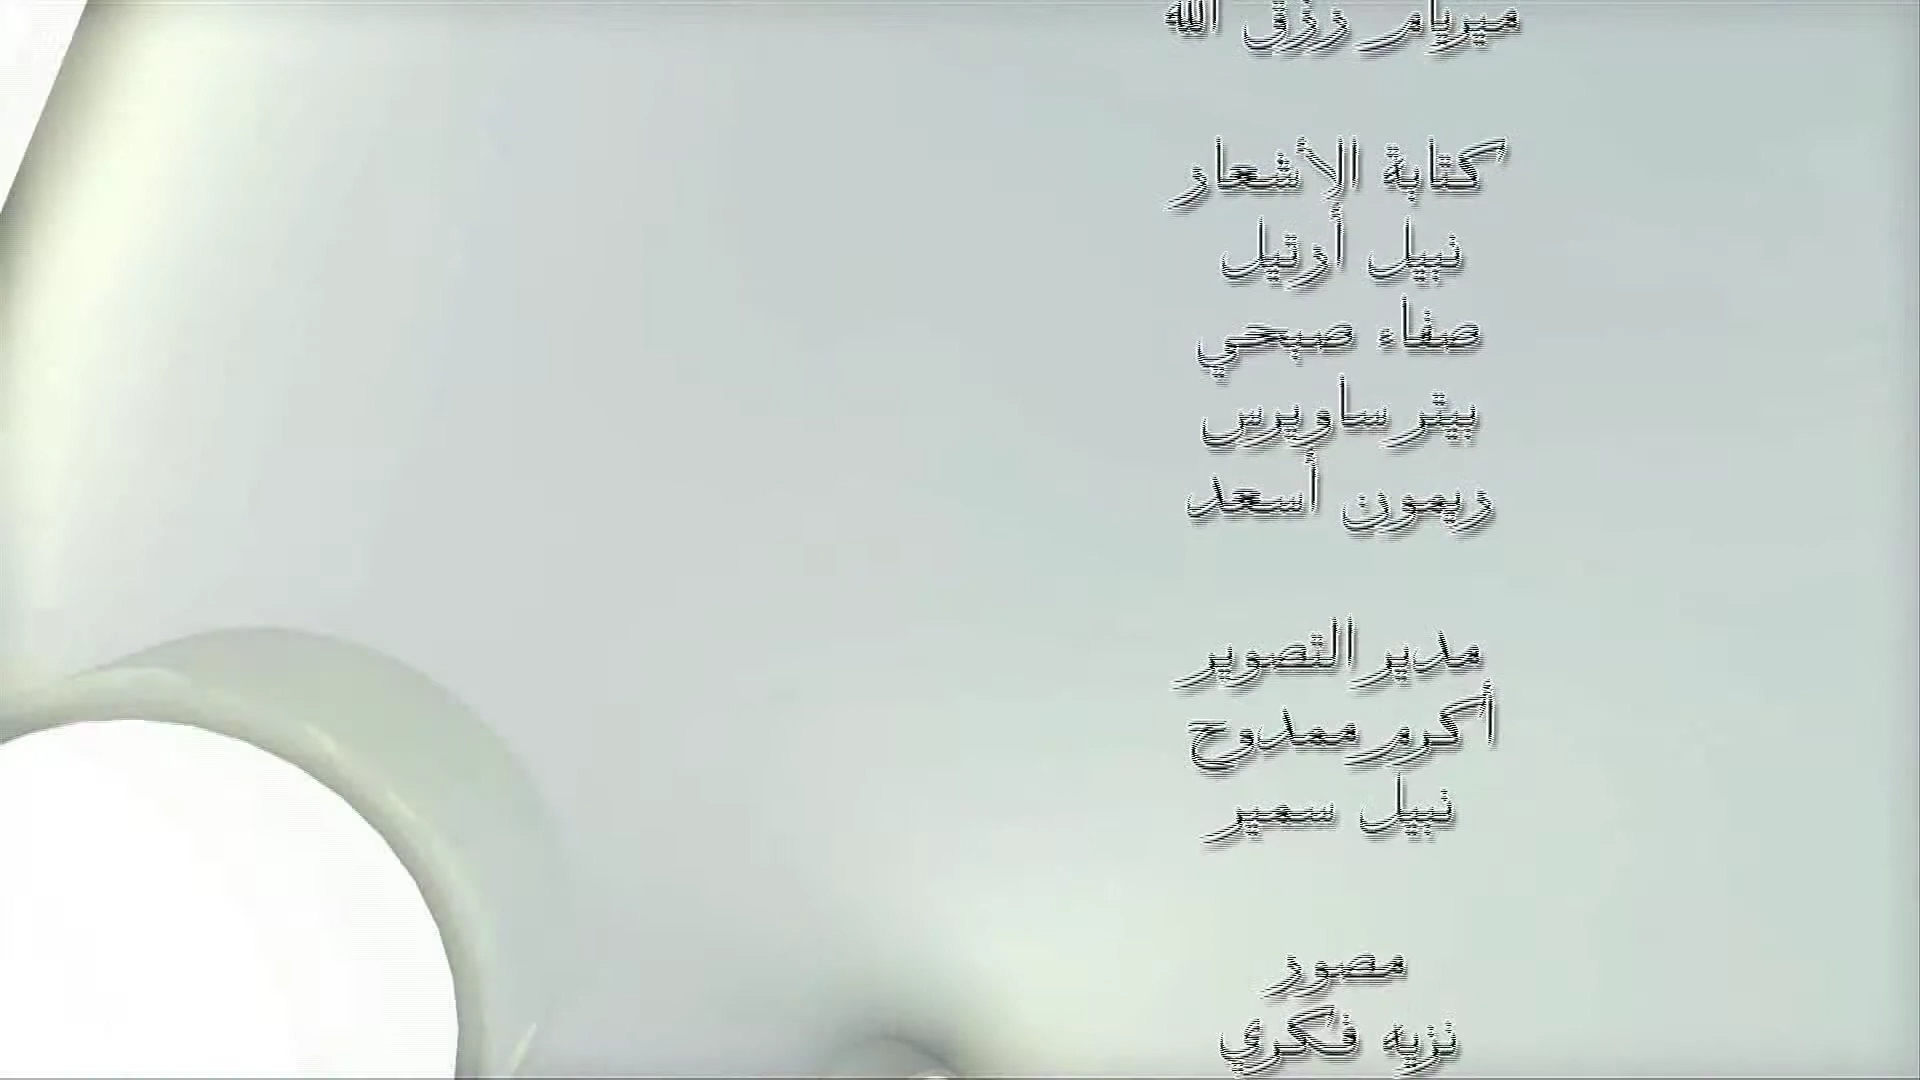 ميريام رزق الله
كتابة الأشعار
نبيل أرتيل
صفاء صبحي
بيتر ساويرس
ريمون أسعد
مدير التصوير
أكرم ممدوح
نبيل سمير
مصور
نزيه فكري